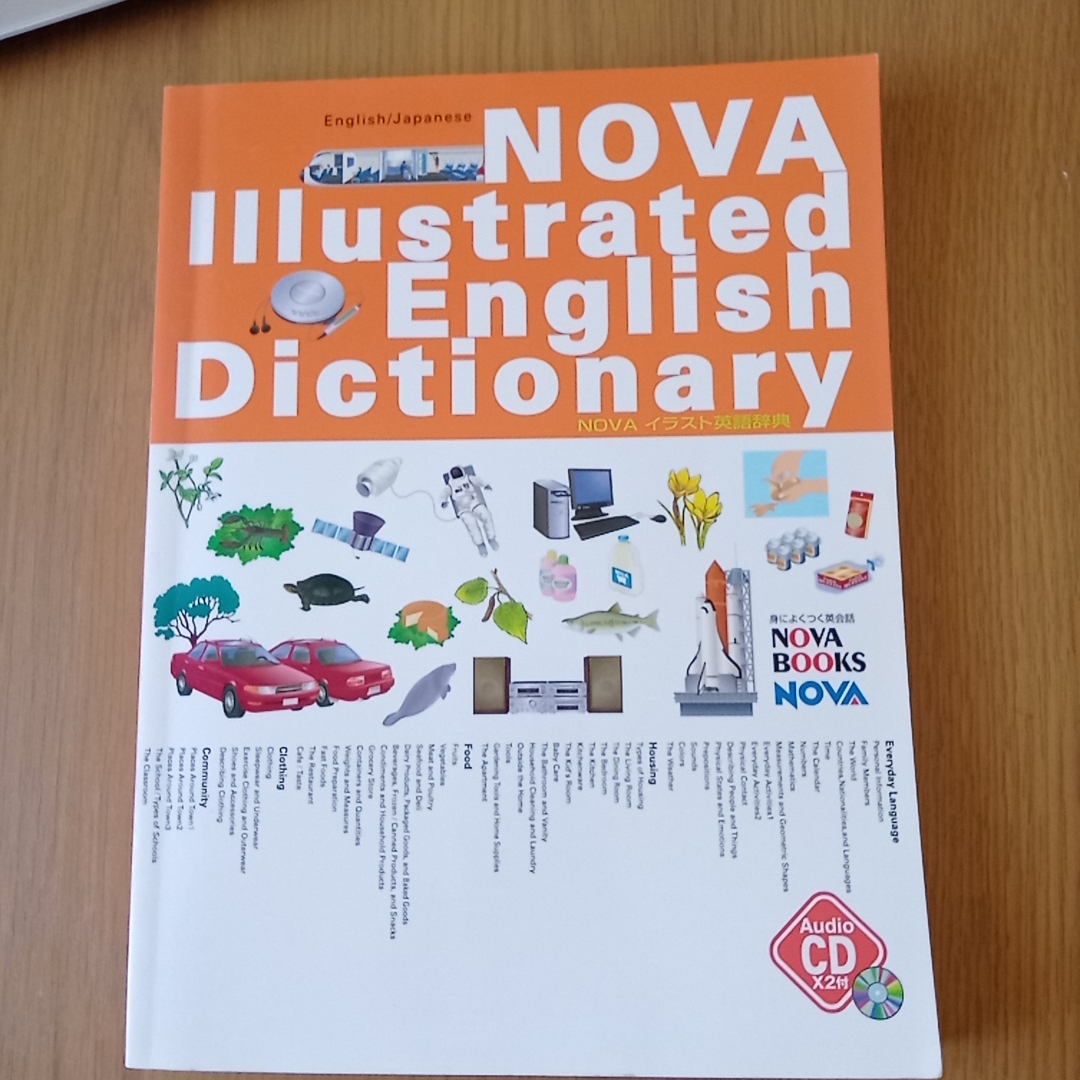 English/Japanese
NOVA
Illustrated
English
Dictionary
NOVA イラスト英語辞典
身によくつく英会話
NOVA
BOOKS
NOVA
Everyday Language
Personal Information
Family Members
The World
Countries, Nationalities, and Languages
Time
The Calendar
Numbers
Mathematics
Measurements and Geometric Shapes
Everyday Activities1
Everyday Activities2
Physical Contact
Describing People and Things
Physical States and Emotions
Prepositions
Sounds
Colors
The Weather
Housing
Types of Housing
The Living Room
The Dining Room
The Bedroom
The Kitchen
Kitchenware
The Kid's Room
Baby Care
The Bathroom and Vanity
Household Cleaning and Laundry
Outside the Home
Tools
Gardening Tools and Home Supplies
The Apartment
Food
Fruits
Vegetables
Meat and Poultry
Seafood and Deli
Dairy Products, Packaged Goods, and Baked Goods
Beverages, Frozen / Canned Products, and Snacks
Condiments and Household Products
Grocery Store
Containers and Quantities
Weights and Measures
Food Preparation
Fast Foods
The Restaurant
Cafe / Taste
Clothing
Clothing
Sleepwear and Underwear
Exercise Clothing and Outerwear
Shoes and Accessories
Describing Clothing
Community
Places Around Town1
Places Around Town2
Places Around Town3
The School / Types of Schools
The Classroom
Audio
CD
X2付